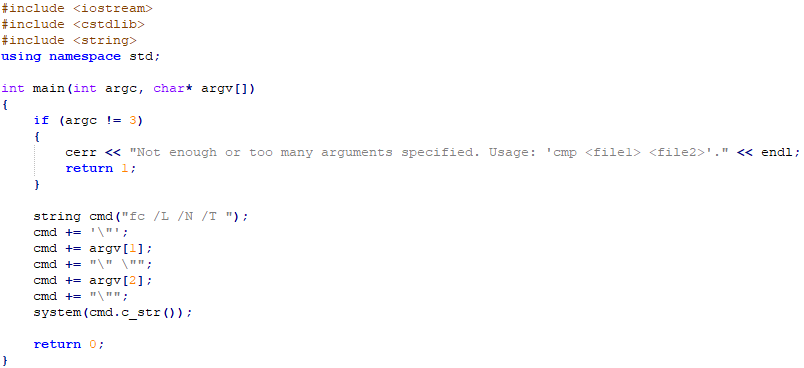 #include <iostream>
#include <cstdlib>
#include <string>
using namespace std;

int main(int argc, char* argv[])
{
    if (argc != 3)
    {
        cerr << "Not enough or too many arguments specified. Usage: 'cmp <file1> <file2>'." << endl;
        return 1;
    }

    string cmd("fc /L /N /T ");
    cmd += '\"';
    cmd += argv[1];
    cmd += "\" \"";
    cmd += argv[2];
    cmd += "\"";
    system(cmd.c_str());

    return 0;
}